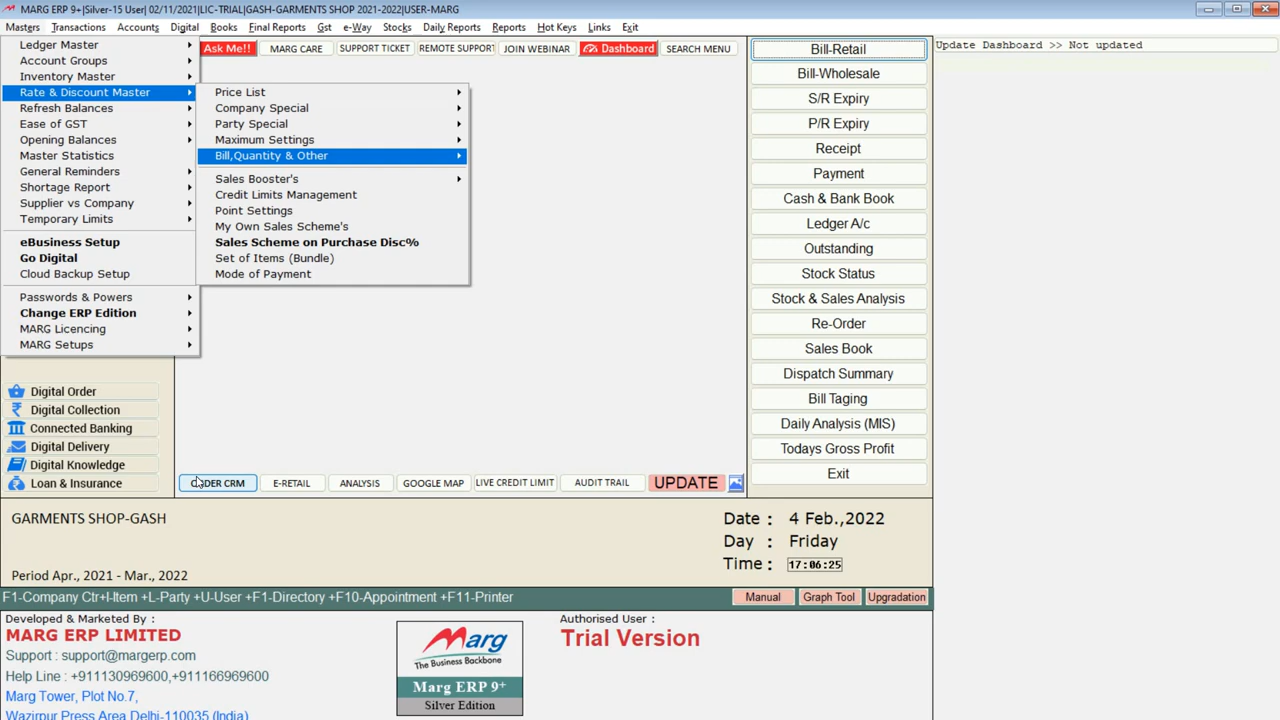 MARG ERP 9+|Silver-15 User| 02/11/2021|LIC-TRIAL|GASH-GARMENTS SHOP 2021-2022|USER-MARG
Masters Transactions Accounts Digital Books Final Reports Gst e-Way Stocks Daily Reports Reports Hot Keys Links Exit
Ask Me!! MARG CARE SUPPORT TICKET REMOTE SUPPORT JOIN WEBINAR Dashboard SEARCH MENU
Ledger Master
Account Groups
Inventory Master
Rate & Discount Master
Refresh Balances
Ease of GST
Opening Balances
Master Statistics
General Reminders
Shortage Report
Supplier vs Company
Temporary Limits
eBusiness Setup
Go Digital
Cloud Backup Setup
Passwords & Powers
Change ERP Edition
MARG Licencing
MARG Setups
Price List
Company Special
Party Special
Maximum Settings
Bill,Quantity & Other
Sales Booster's
Credit Limits Management
Point Settings
My Own Sales Scheme's
Sales Scheme on Purchase Disc%
Set of Items (Bundle)
Mode of Payment
Digital Order
Digital Collection
Connected Banking
Digital Delivery
Digital Knowledge
Loan & Insurance
ORDER CRM E-RETAIL ANALYSIS GOOGLE MAP LIVE CREDIT LIMIT AUDIT TRAIL UPDATE
Bill-Retail
Bill-Wholesale
S/R Expiry
P/R Expiry
Receipt
Payment
Cash & Bank Book
Ledger A/c
Outstanding
Stock Status
Stock & Sales Analysis
Re-Order
Sales Book
Dispatch Summary
Bill Taging
Daily Analysis (MIS)
Todays Gross Profit
Exit
Update Dashboard >> Not updated
GARMENTS SHOP-GASH
Period Apr., 2021 - Mar., 2022
Date : 4 Feb.,2022
Day : Friday
Time : 17:06:25
F1-Company Ctr+I-Item +L-Party +U-User +F1-Directory +F10-Appointment +F11-Printer
Manual Graph Tool Upgradation
Developed & Marketed By :
MARG ERP LIMITED
Support : support@margerp.com
Help Line : +911130969600,+911166969600
Marg Tower, Plot No.7,
Wazirpur Press Area Delhi-110035 (India)
Marg
The Business Backbone
Marg ERP 9+
Silver Edition
Authorised User :
Trial Version